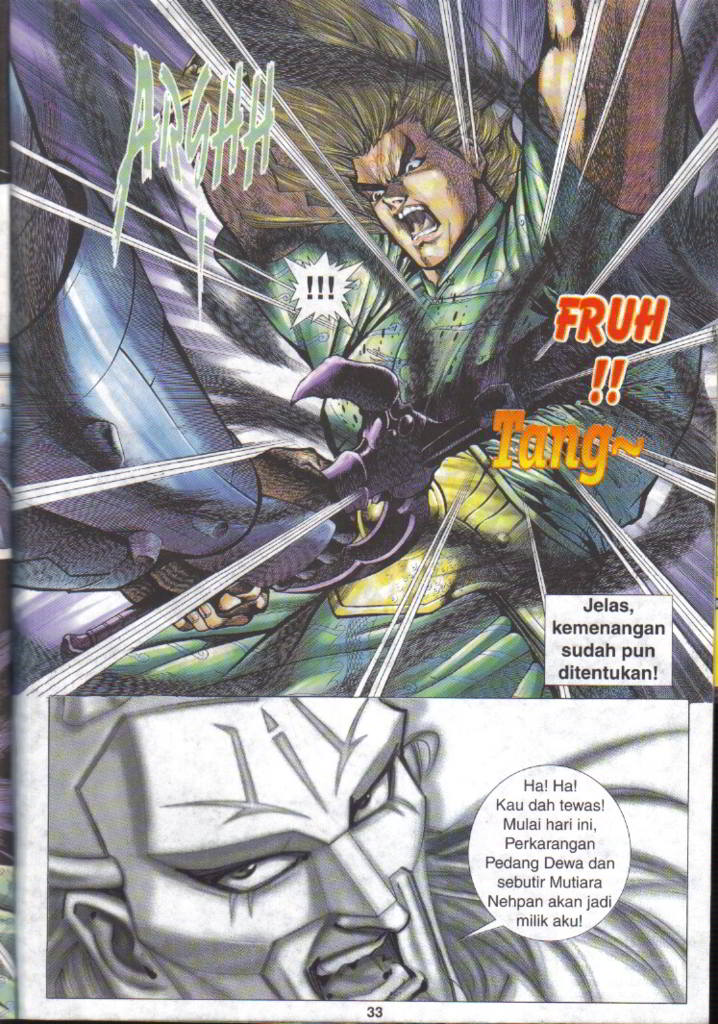 ARGHH
!!!
FRUH
!!
Tang~
Jelas,
kemenangan
sudah pun
ditentukan!
Ha! Ha!
Kau dah tewas!
Mulai hari ini,
Perkarangan
Pedang Dewa dan
sebutir Mutiara
Nehpan akan jadi
milik aku!
33